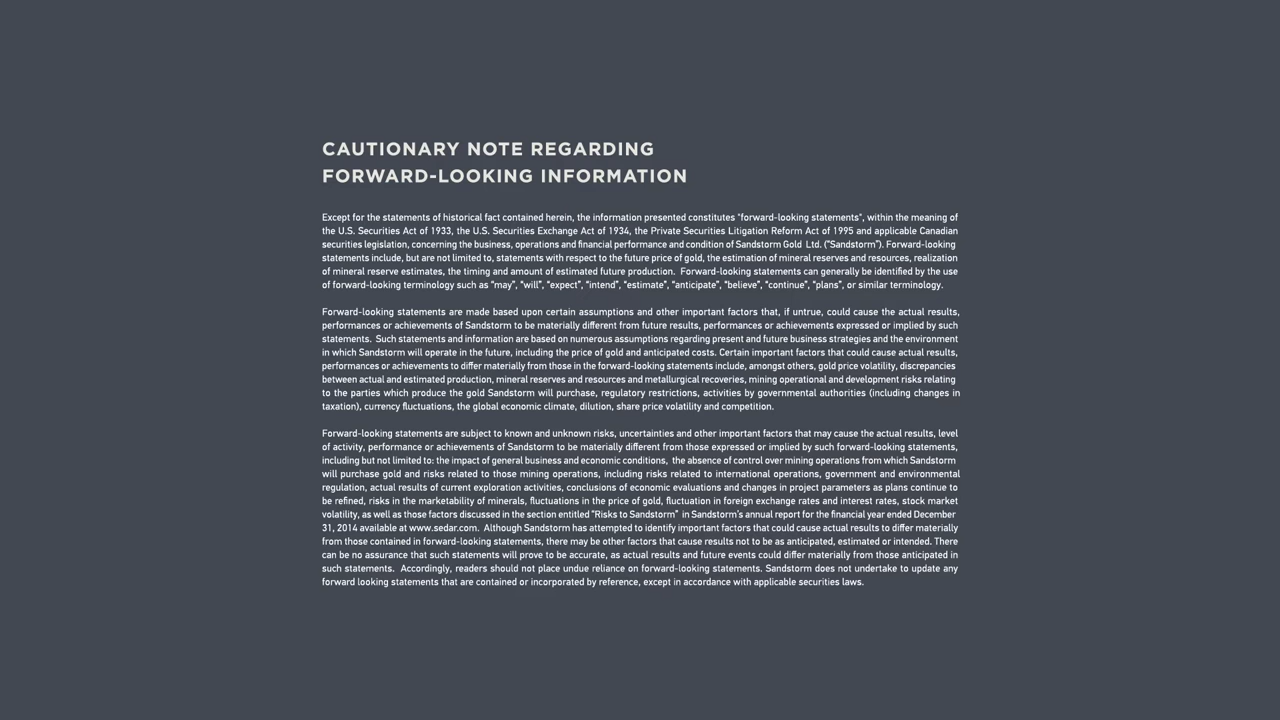 CAUTIONARY NOTE REGARDING
FORWARD-LOOKING INFORMATION
Except for the statements of historical fact contained herein, the information presented constitutes "forward-looking statements", within the meaning of
the U.S. Securities Act of 1933, the U.S. Securities Exchange Act of 1934, the Private Securities Litigation Reform Act of 1995 and applicable Canadian
securities legislation, concerning the business, operations and financial performance and condition of Sandstorm Gold Ltd. ("Sandstorm"). Forward-looking
statements include, but are not limited to, statements with respect to the future price of gold, the estimation of mineral reserves and resources, realization
of mineral reserve estimates, the timing and amount of estimated future production. Forward-looking statements can generally be identified by the use
of forward-looking terminology such as "may", "will", "expect", "intend", "estimate", "anticipate", "believe", "continue", "plans", or similar terminology.
Forward-looking statements are made based upon certain assumptions and other important factors that, if untrue, could cause the actual results,
performances or achievements of Sandstorm to be materially different from future results, performances or achievements expressed or implied by such
statements. Such statements and information are based on numerous assumptions regarding present and future business strategies and the environment
in which Sandstorm will operate in the future, including the price of gold and anticipated costs. Certain important factors that could cause actual results,
performances or achievements to differ materially from those in the forward-looking statements include, amongst others, gold price volatility, discrepancies
between actual and estimated production, mineral reserves and resources and metallurgical recoveries, mining operational and development risks relating
to the parties which produce the gold Sandstorm will purchase, regulatory restrictions, activities by governmental authorities (including changes in
taxation), currency fluctuations, the global economic climate, dilution, share price volatility and competition.
Forward-looking statements are subject to known and unknown risks, uncertainties and other important factors that may cause the actual results, level
of activity, performance or achievements of Sandstorm to be materially different from those expressed or implied by such forward-looking statements,
including but not limited to: the impact of general business and economic conditions, the absence of control over mining operations from which Sandstorm
will purchase gold and risks related to those mining operations, including risks related to international operations, government and environmental
regulation, actual results of current exploration activities, conclusions of economic evaluations and changes in project parameters as plans continue to
be refined, risks in the marketability of minerals, fluctuations in the price of gold, fluctuation in foreign exchange rates and interest rates, stock market
volatility, as well as those factors discussed in the section entitled "Risks to Sandstorm" in Sandstorm's annual report for the financial year ended December
31, 2014 available at www.sedar.com. Although Sandstorm has attempted to identify important factors that could cause actual results to differ materially
from those contained in forward-looking statements, there may be other factors that cause results not to be as anticipated, estimated or intended. There
can be no assurance that such statements will prove to be accurate, as actual results and future events could differ materially from those anticipated in
such statements. Accordingly, readers should not place undue reliance on forward-looking statements. Sandstorm does not undertake to update any
forward looking statements that are contained or incorporated by reference, except in accordance with applicable securities laws.